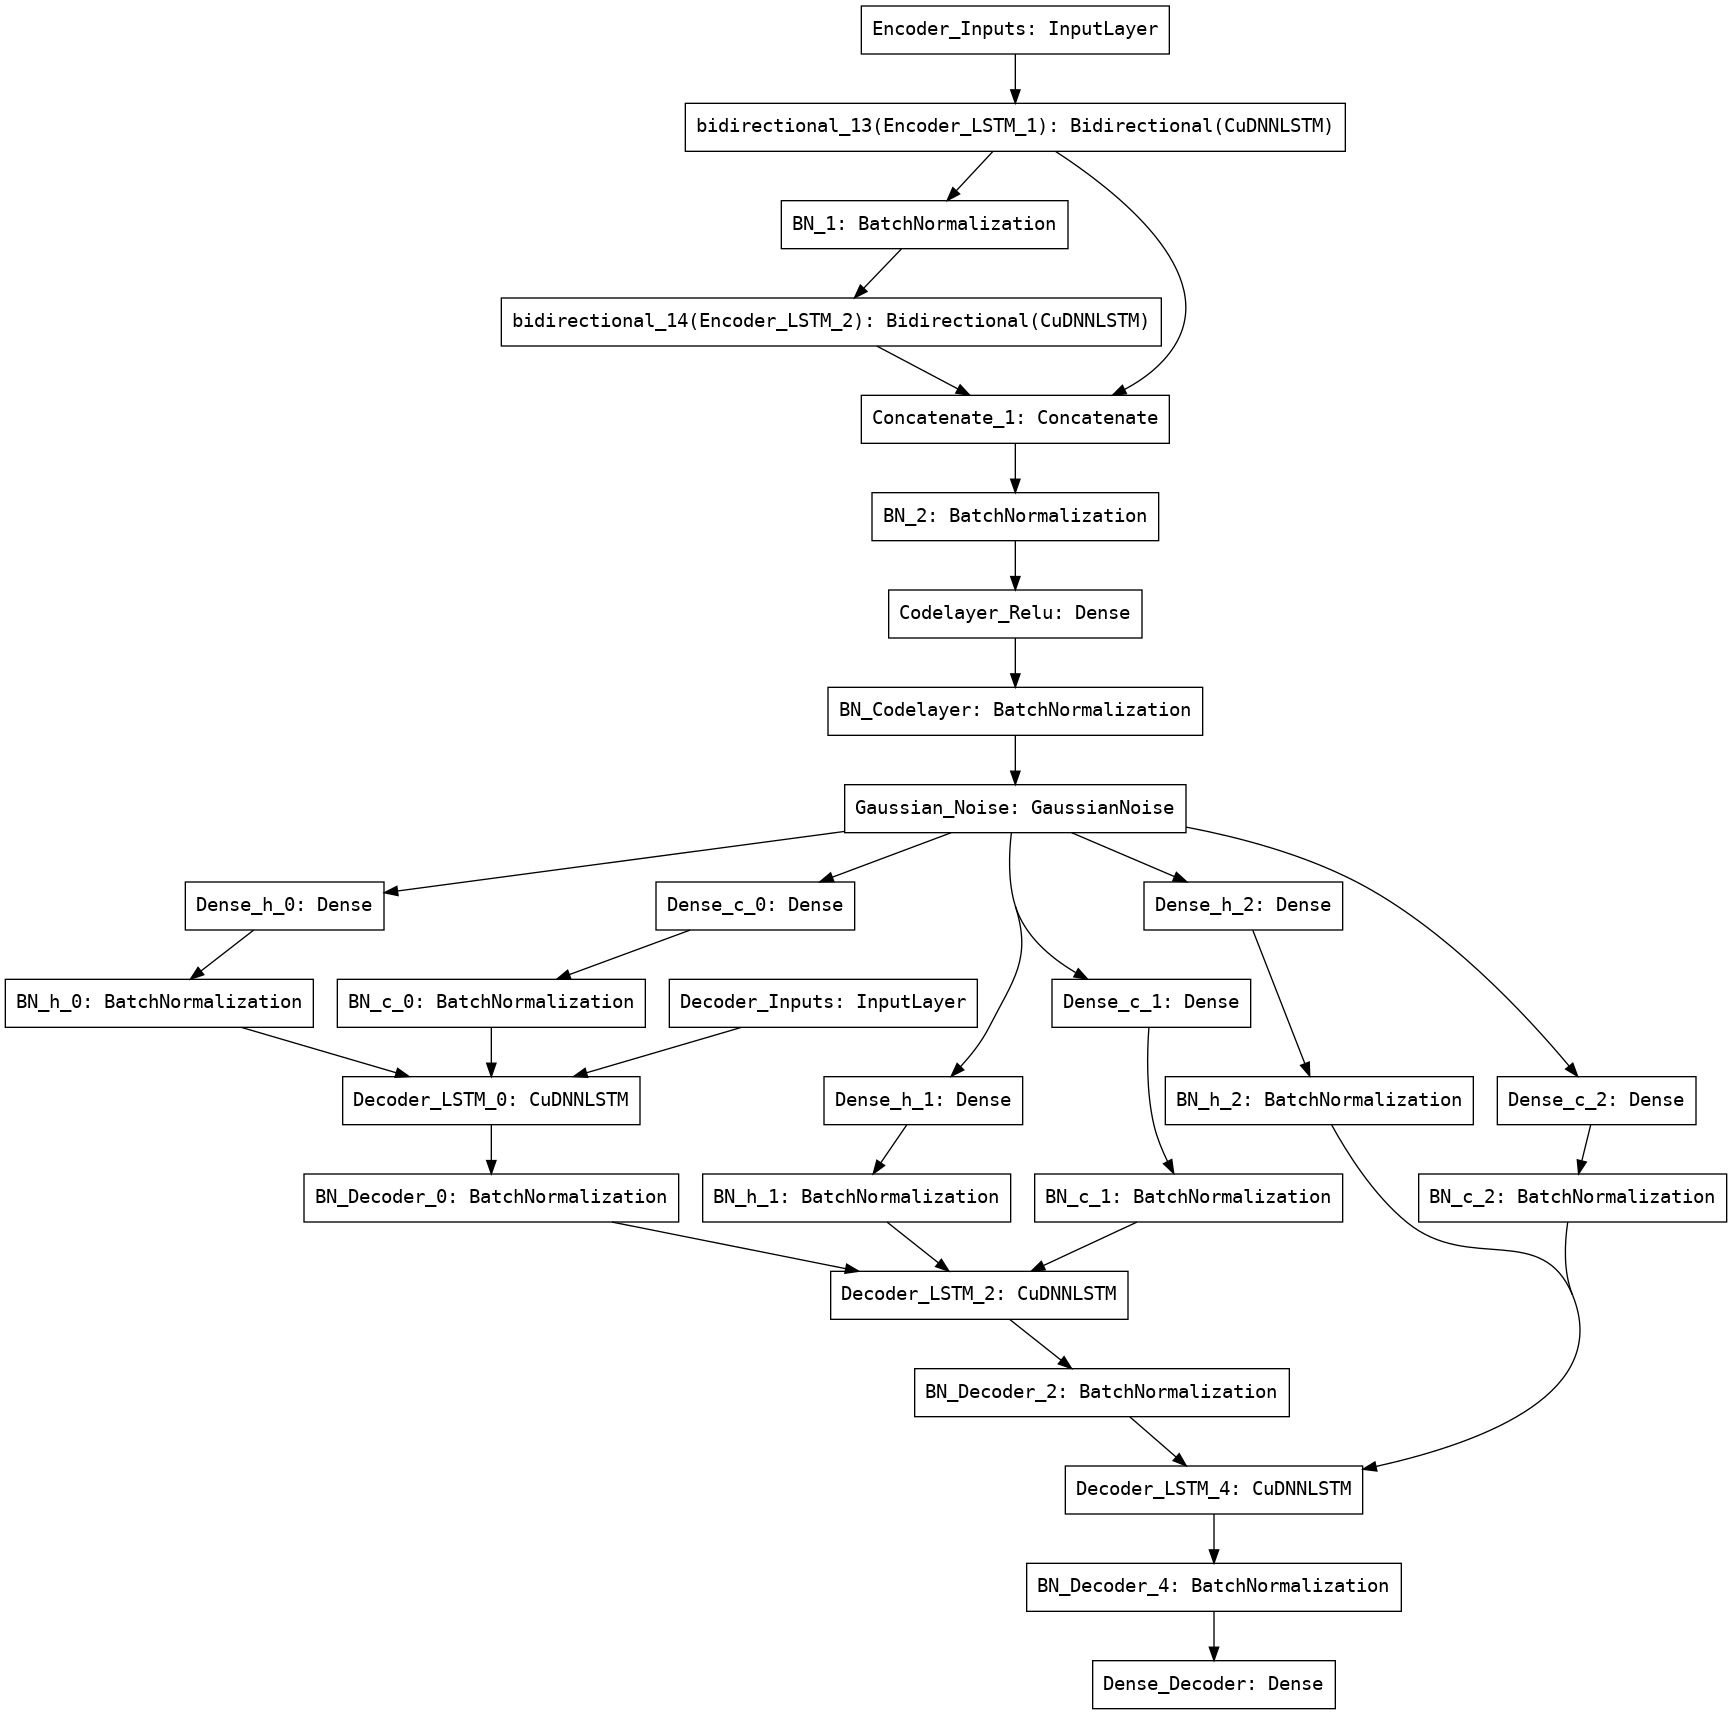 Encoder_Inputs: InputLayer
bidirectional_13(Encoder_LSTM_1): Bidirectional(CuDNNLSTM)
BN_1: BatchNormalization
bidirectional_14(Encoder_LSTM_2): Bidirectional(CuDNNLSTM)
Concatenate_1: Concatenate
BN_2: BatchNormalization
Codelayer_Relu: Dense
BN_Codelayer: BatchNormalization
Gaussian_Noise: GaussianNoise
Dense_h_0: Dense
Dense_c_0: Dense
Dense_h_2: Dense
BN_h_0: BatchNormalization
BN_c_0: BatchNormalization
Decoder_Inputs: InputLayer
Dense_c_1: Dense
Decoder_LSTM_0: CuDNNLSTM
Dense_h_1: Dense
BN_h_2: BatchNormalization
Dense_c_2: Dense
BN_Decoder_0: BatchNormalization
BN_h_1: BatchNormalization
BN_c_1: BatchNormalization
BN_c_2: BatchNormalization
Decoder_LSTM_2: CuDNNLSTM
BN_Decoder_2: BatchNormalization
Decoder_LSTM_4: CuDNNLSTM
BN_Decoder_4: BatchNormalization
Dense_Decoder: Dense